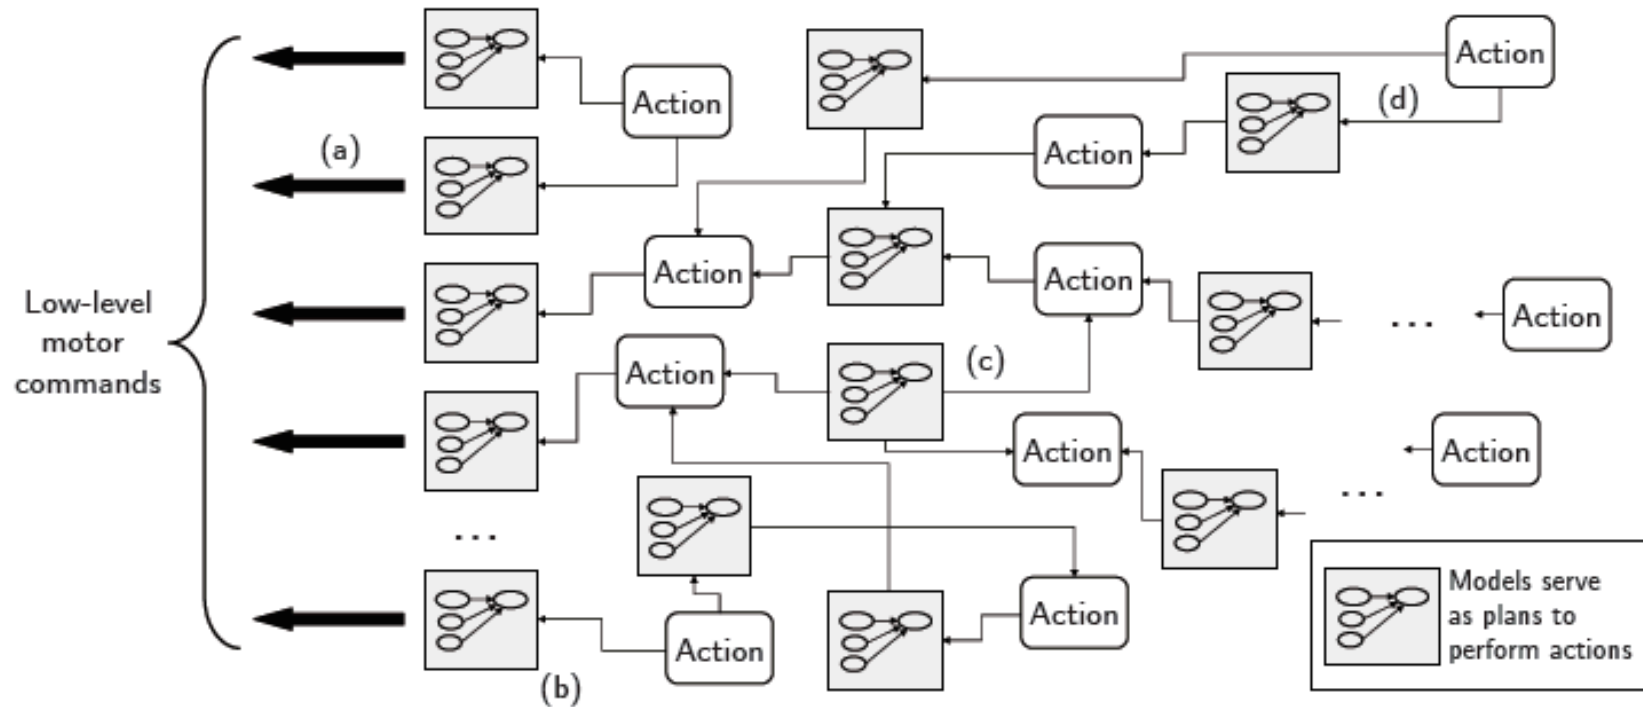 Action
Action
(d)
(a)
Action
Action
Action
Low-level
motor
commands
Action
Action
(c)
...
Action
Action
...
Action
...
Action
Action
(b)
Models serve
as plans to
perform actions